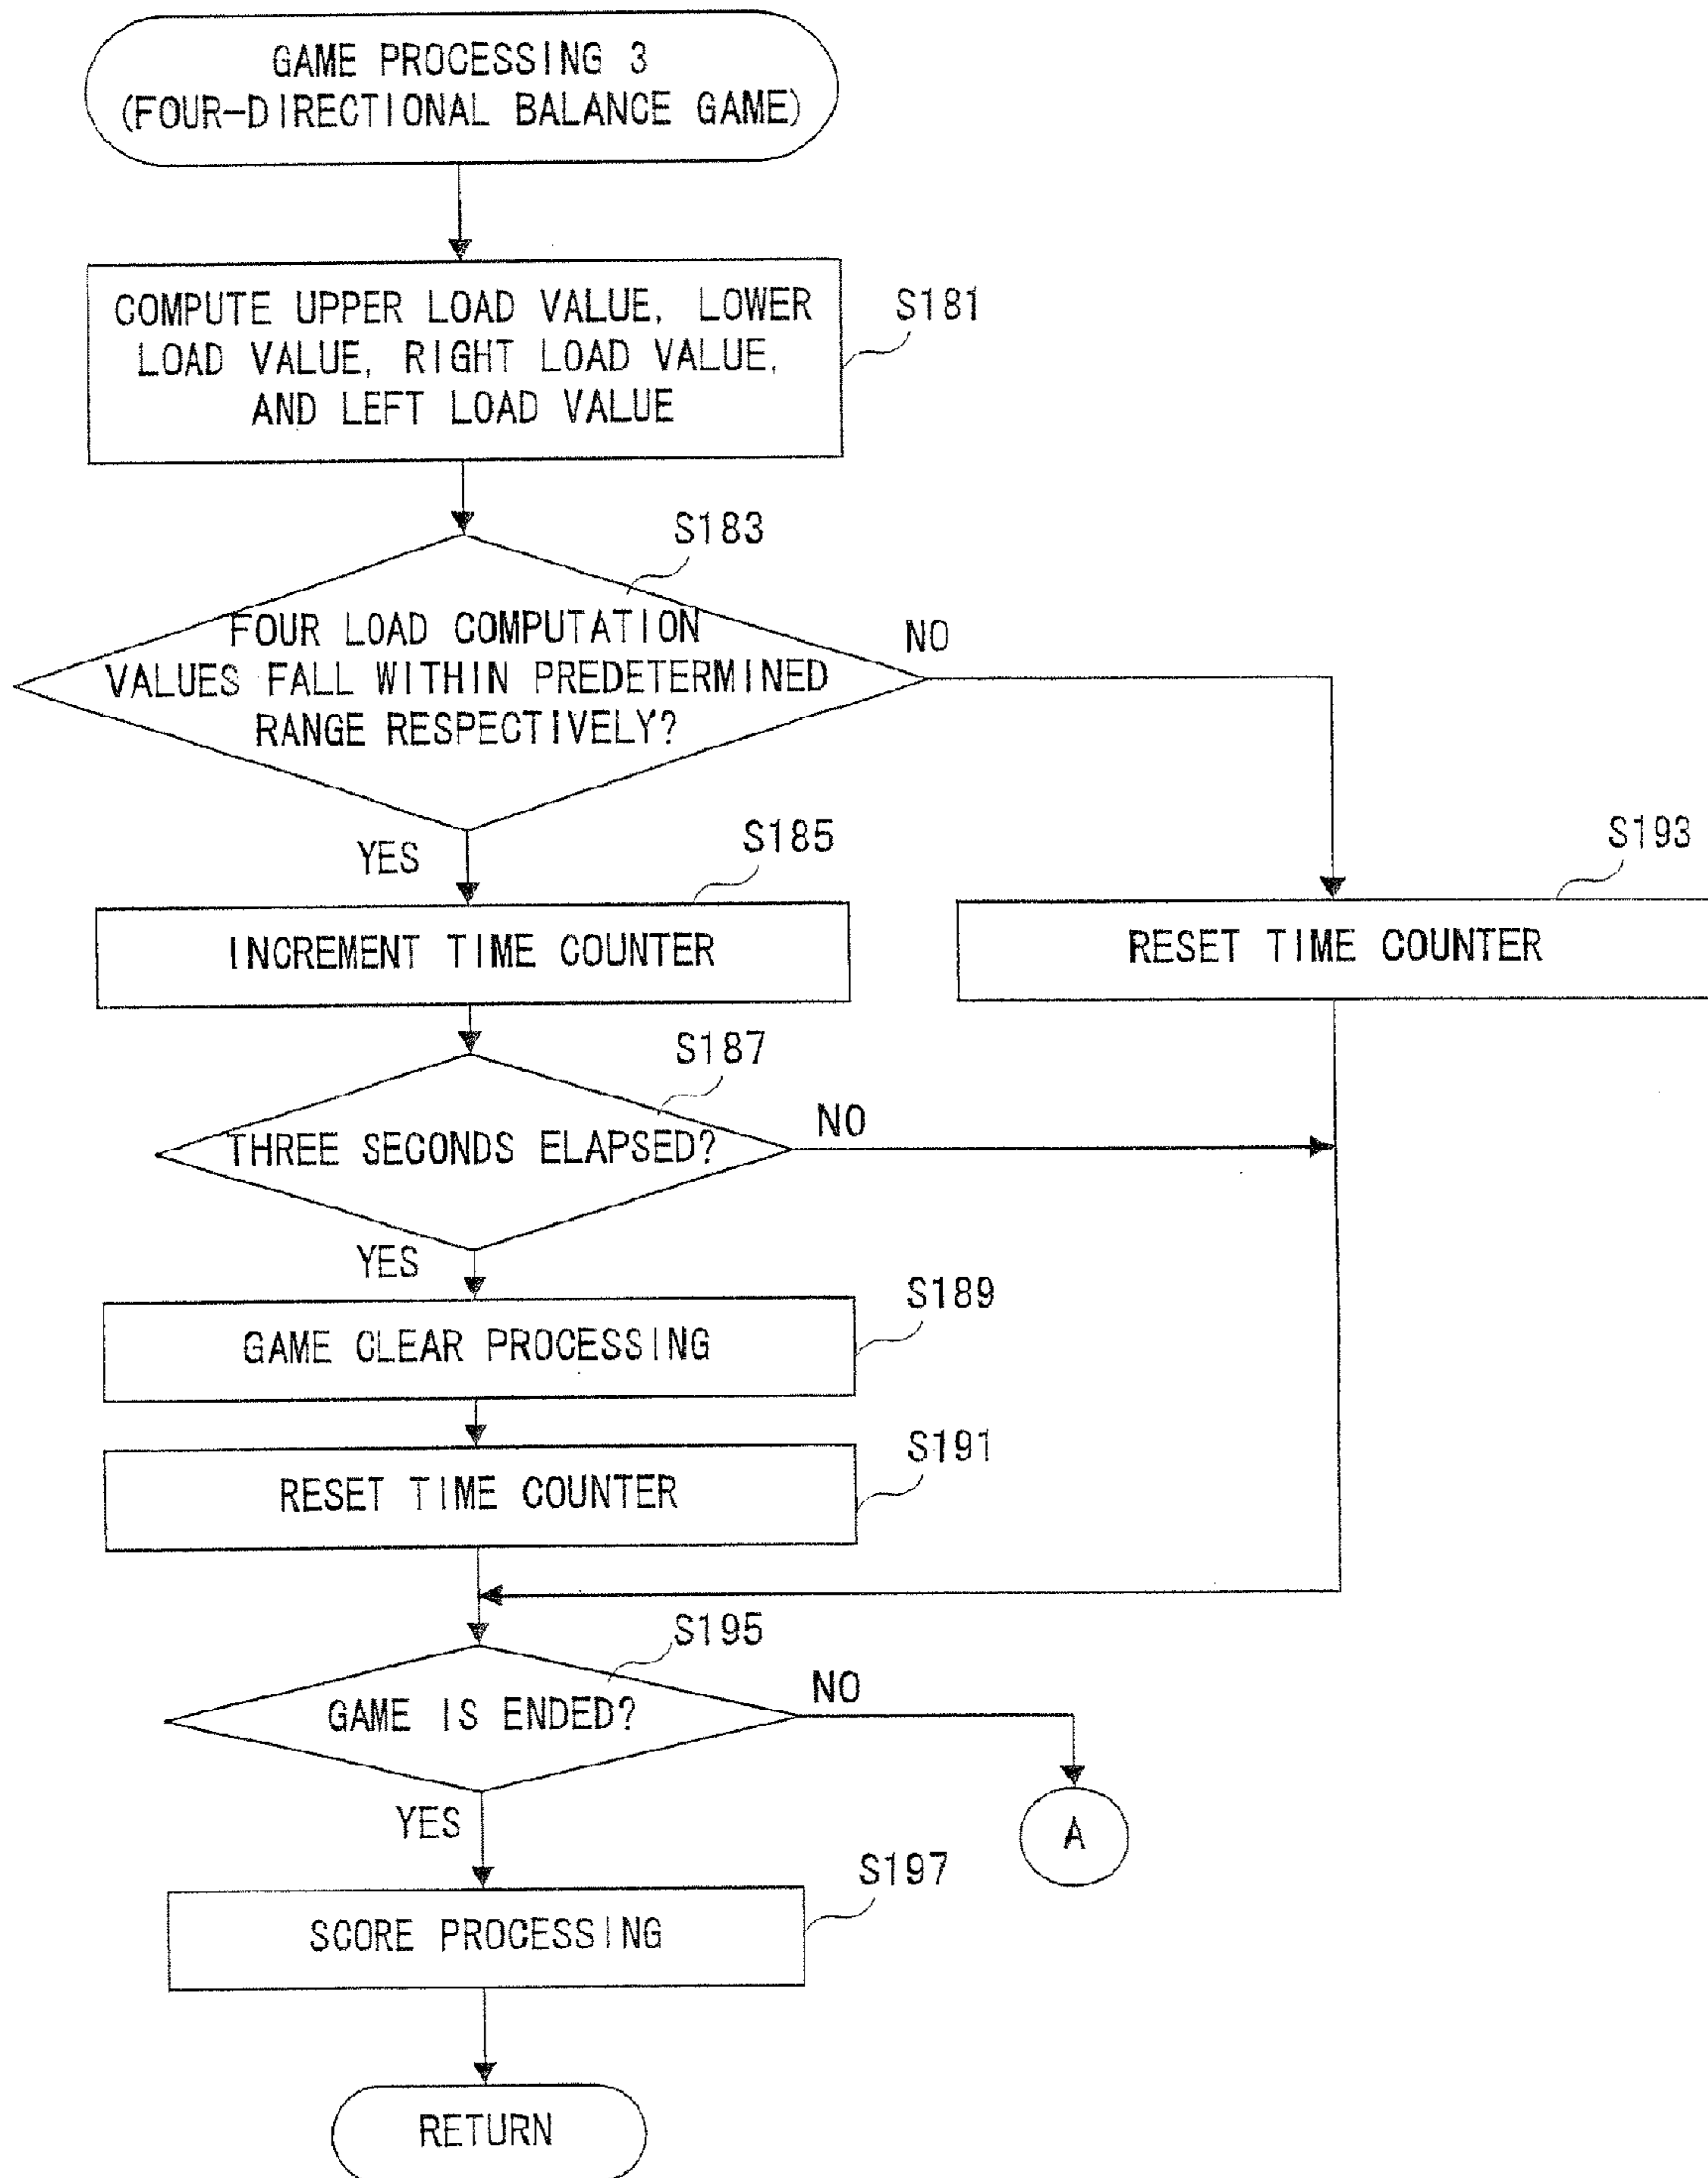 GAME PROCESSING 3
(FOUR-DIRECTIONAL BALANCE GAME)
COMPUTE UPPER LOAD VALUE, LOWER
LOAD VALUE, RIGHT LOAD VALUE,
AND LEFT LOAD VALUE
S181
S183
FOUR LOAD COMPUTATION
VALUES FALL WITHIN PREDETERMINED
RANGE RESPECTIVELY?
NO
YES
S185
S193
INCREMENT TIME COUNTER
RESET TIME COUNTER
S187
THREE SECONDS ELAPSED?
NO
YES
S189
GAME CLEAR PROCESSING
S191
RESET TIME COUNTER
S195
GAME IS ENDED?
NO
YES
A
S197
SCORE PROCESSING
RETURN